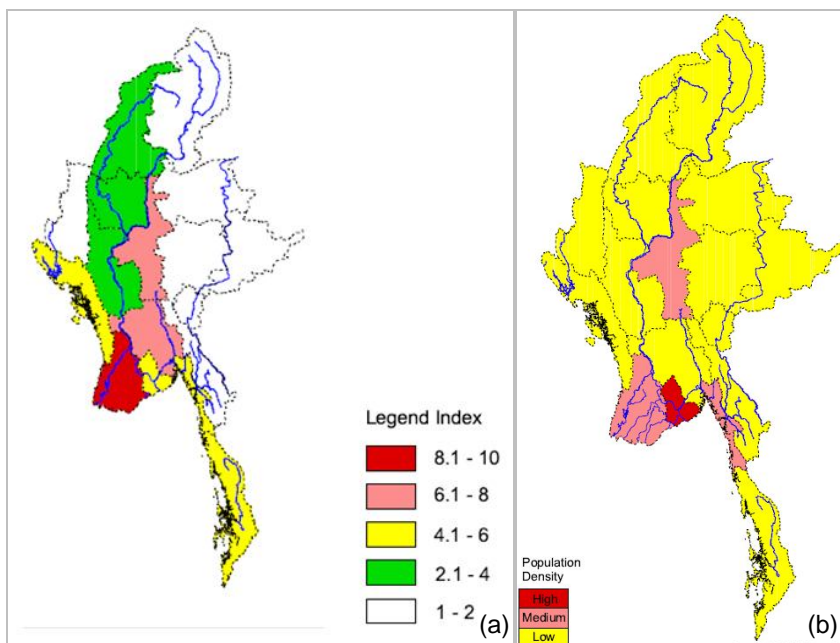 Legend Index
8.1 - 10
6.1 - 8
4.1 - 6
2.1 - 4
1 - 2
(a)
Population
Density
High
Medium
Low
(b)